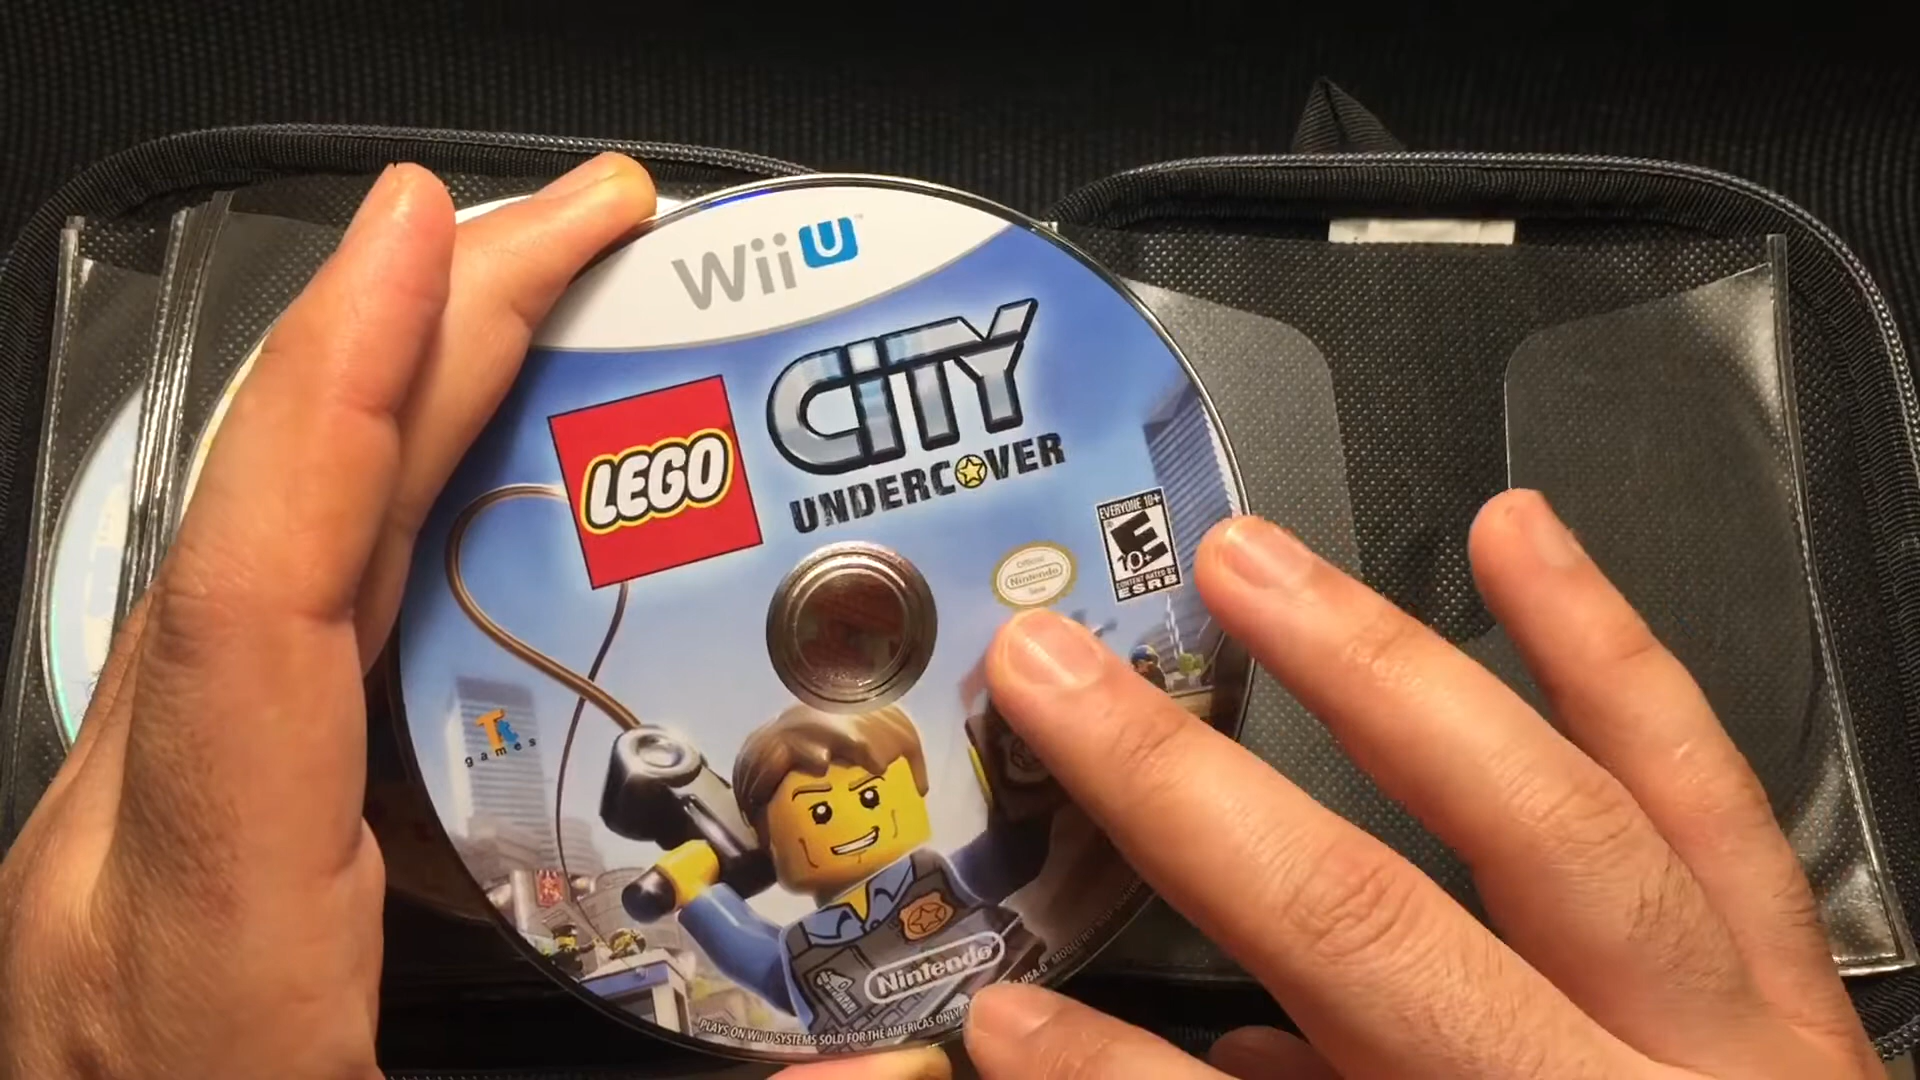 Wii U
CiTY
LEGO
UNDERCOVER
EVERYONE 10+
E
10+
CONTENT RATED BY
ESRB
Official
Nintendo
Seal
games
Nintendo
PLAYS ON Wii U SYSTEMS SOLD FOR THE AMERICAS ONLY.